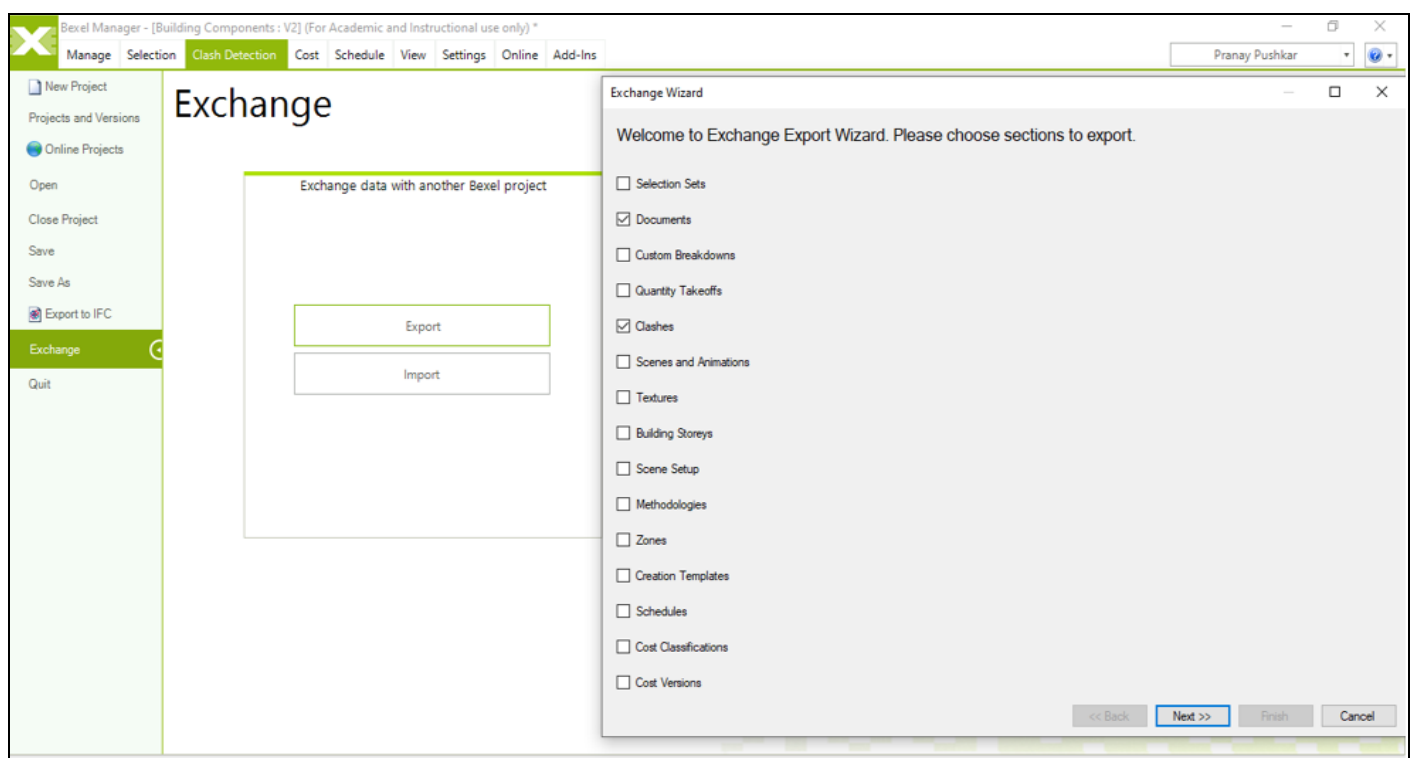 Bexel Manager - [Building Components : V2] (For Academic and Instructional use only) *
Manage Selection Clash Detection Cost Schedule View Settings Online Add-Ins
Pranay Pushkar
New Project
Projects and Versions
Online Projects
Open
Close Project
Save
Save As
Export to IFC
Exchange
Quit
Exchange
Exchange data with another Bexel project
Export
Import
Exchange Wizard
Welcome to Exchange Export Wizard. Please choose sections to export.
Selection Sets
Documents
Custom Breakdowns
Quantity Takeoffs
Clashes
Scenes and Animations
Textures
Building Storeys
Scene Setup
Methodologies
Zones
Creation Templates
Schedules
Cost Classifications
Cost Versions
<< Back Next >> Finish Cancel